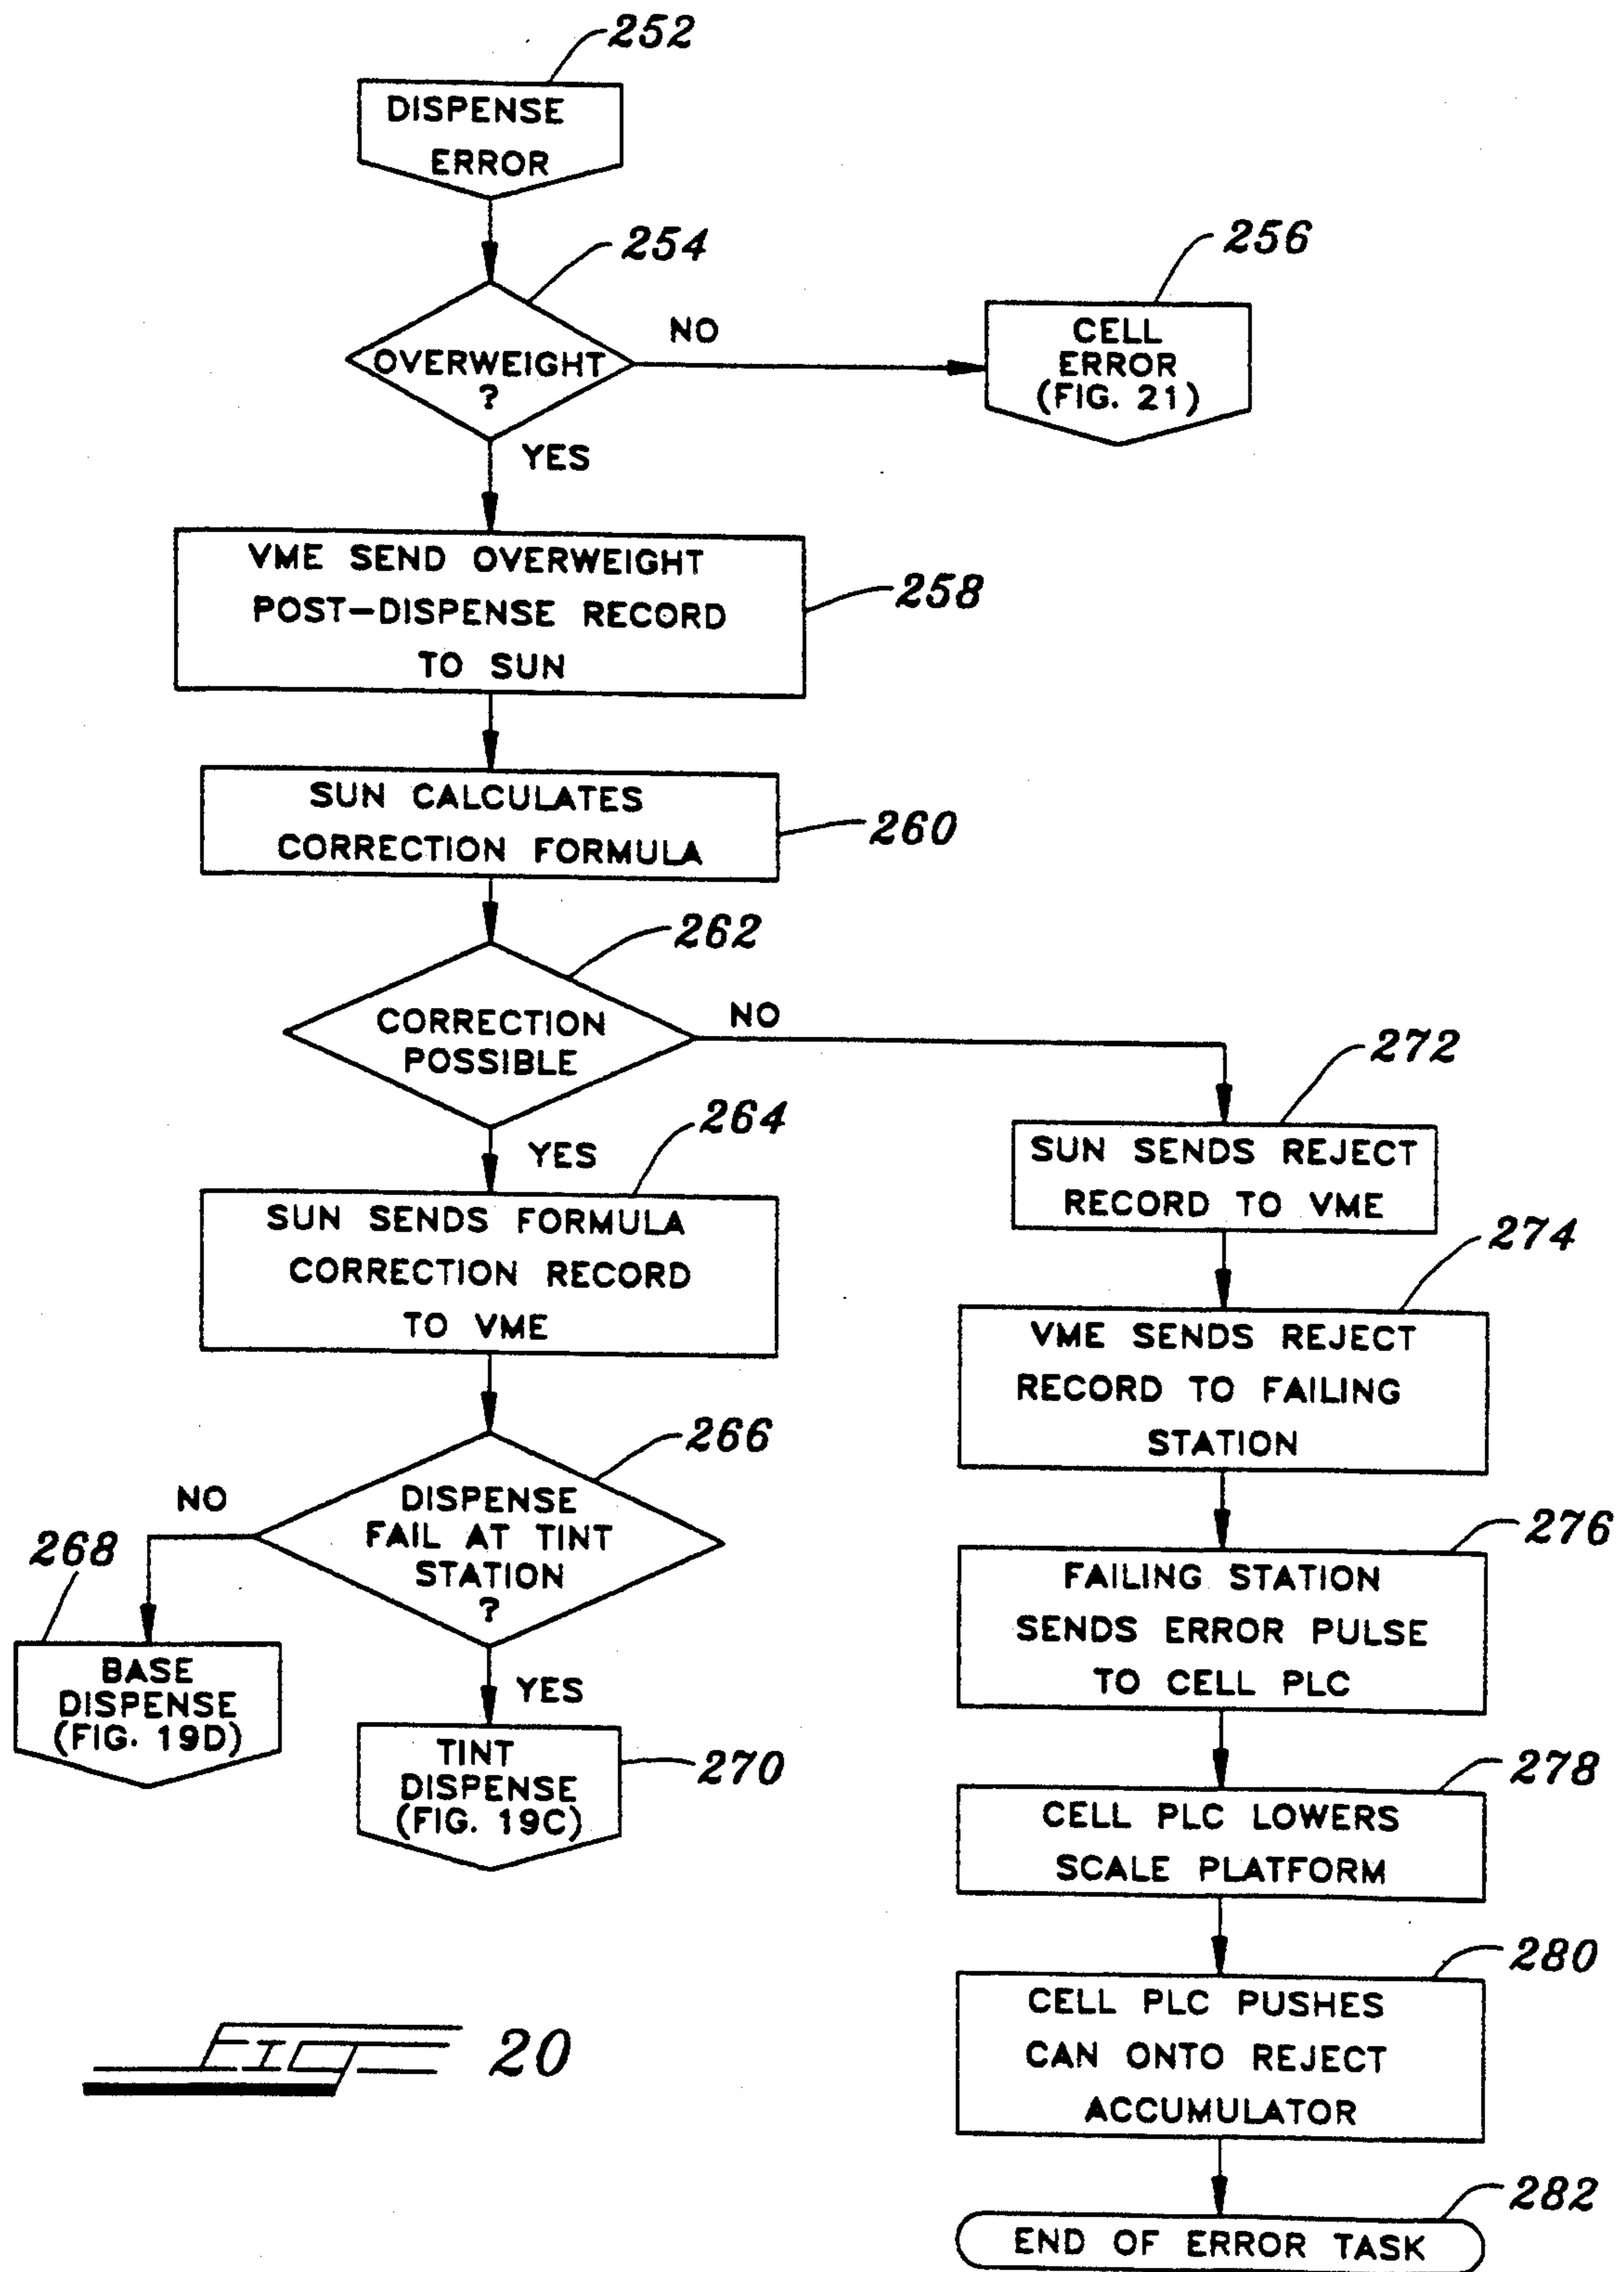 252
DISPENSE
ERROR
254
OVERWEIGHT
?
NO
256
CELL
ERROR
(FIG. 21)
YES
VME SEND OVERWEIGHT
POST-DISPENSE RECORD
TO SUN
258
SUN CALCULATES
CORRECTION FORMULA
260
262
CORRECTION
POSSIBLE
NO
YES
264
SUN SENDS FORMULA
CORRECTION RECORD
TO VME
266
DISPENSE
FAIL AT TINT
STATION
?
NO
268
BASE
DISPENSE
(FIG. 19D)
YES
TINT
DISPENSE
(FIG. 19C)
270
272
SUN SENDS REJECT
RECORD TO VME
274
VME SENDS REJECT
RECORD TO FAILING
STATION
276
FAILING STATION
SENDS ERROR PULSE
TO CELL PLC
278
CELL PLC LOWERS
SCALE PLATFORM
280
CELL PLC PUSHES
CAN ONTO REJECT
ACCUMULATOR
282
END OF ERROR TASK
FIG 20